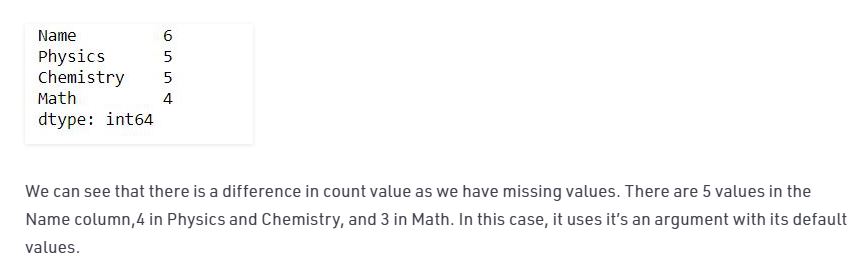 Name 6
Physics 5
Chemistry 5
Math 4
dtype: int64
We can see that there is a difference in count value as we have missing values. There are 5 values in the
Name column,4 in Physics and Chemistry, and 3 in Math. In this case, it uses it’s an argument with its default
values.